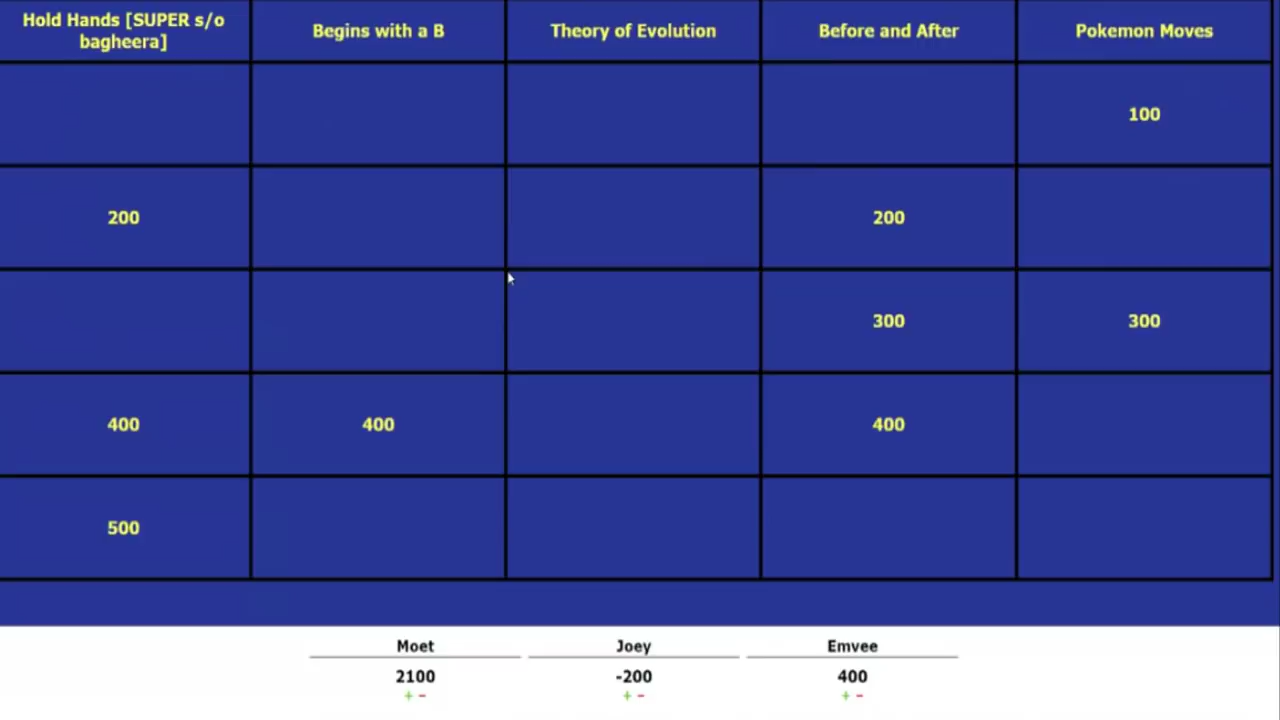 Hold Hands [SUPER s/o
bagheera]
Begins with a B
Theory of Evolution
Before and After
Pokemon Moves
100
200
200
300
300
400
400
400
500
Moet
Joey
Emvee
2100
-200
400
+ -
+ -
+ -